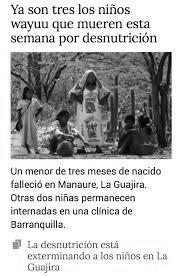 Ya son tres los niños
wayuu que mueren esta
semana por desnutrición
Un menor de tres meses de nacido
falleció en Manaure, La Guajira.
Otras dos niñas permanecen
internadas en una clínica de
Barranquilla.
La desnutrición está
exterminando a los niños en La
Guajira